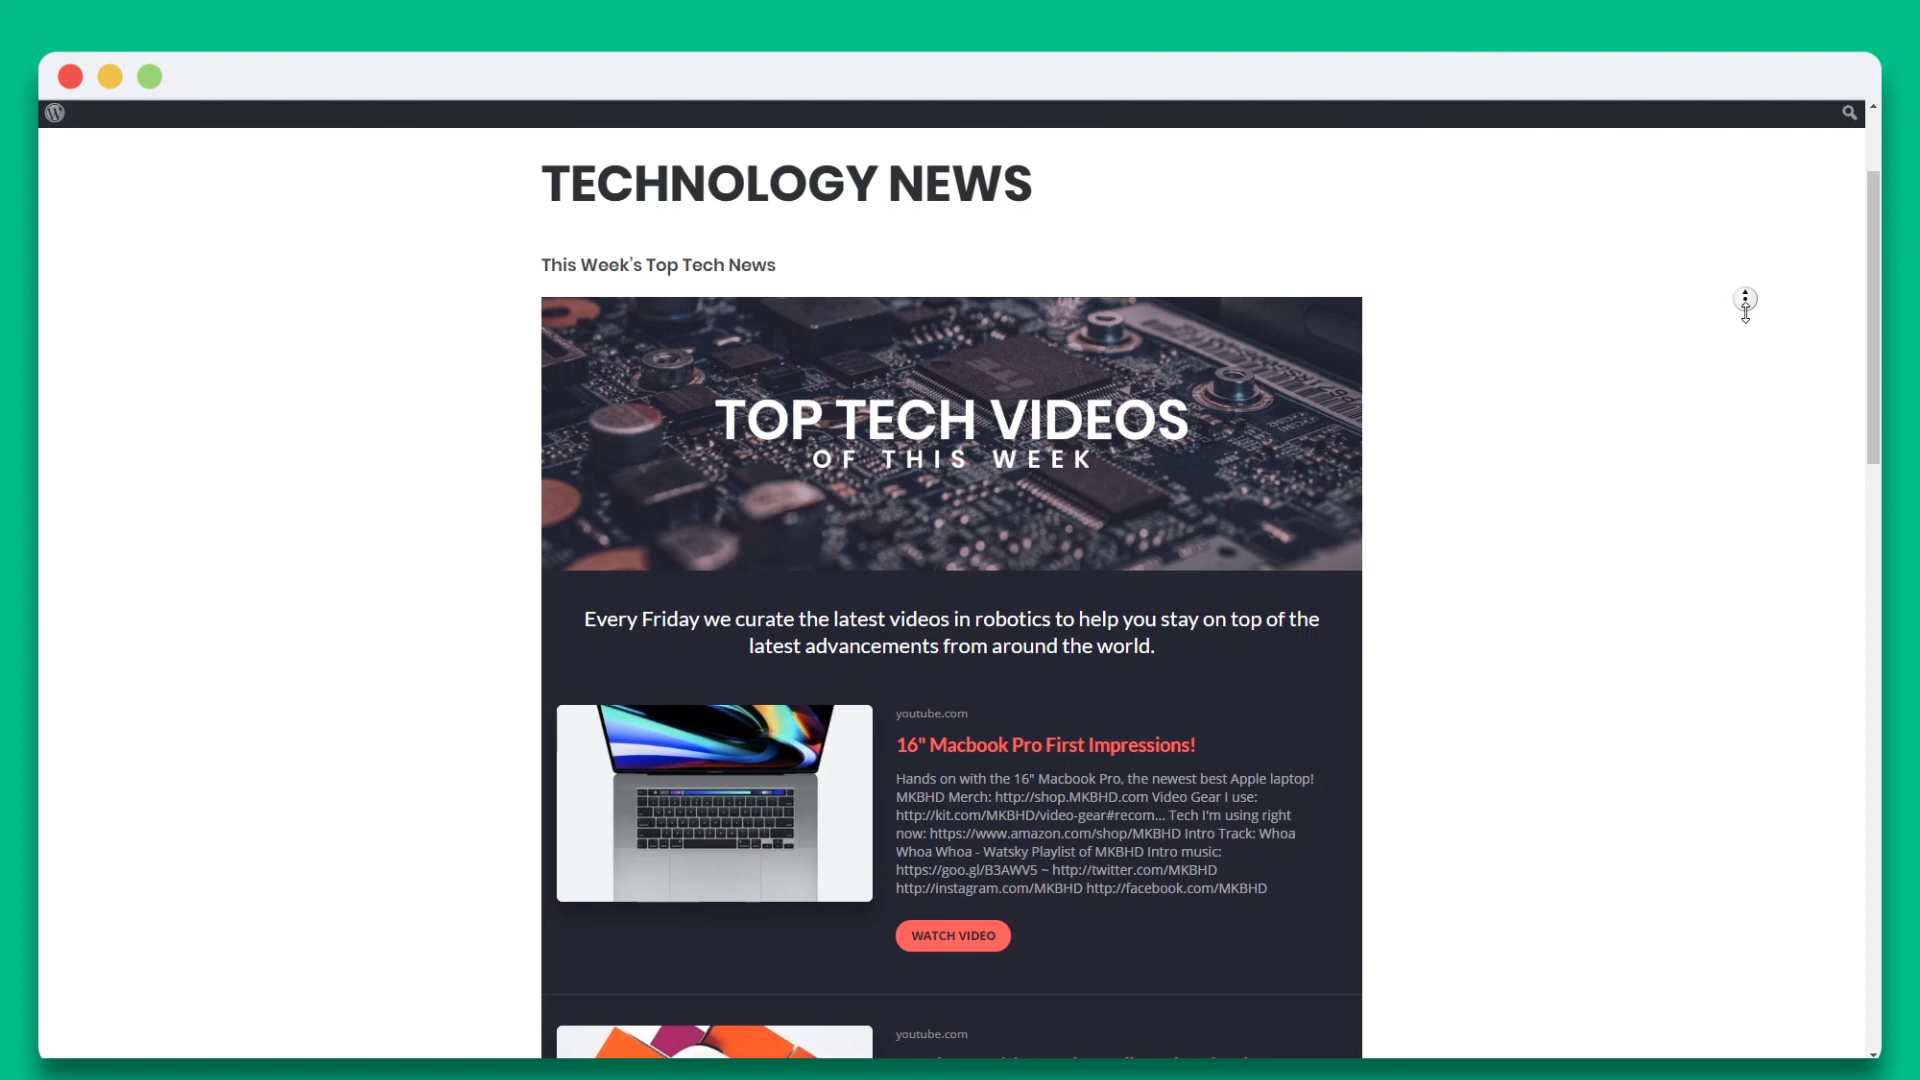 TECHNOLOGY NEWS
This Week's Top Tech News
TOP TECH VIDEOS
OF THIS WEEK
Every Friday we curate the latest videos in robotics to help you stay on top of the
latest advancements from around the world.
youtube.com
16" Macbook Pro First Impressions!
Hands on with the 16" Macbook Pro, the newest best Apple laptop!
MKBHD Merch: http://shop.MKBHD.com Video Gear I use:
http://kit.com/MKBHD/video-gear#recom... Tech I'm using right
now: https://www.amazon.com/shop/MKBHD Intro Track: Whoa
Whoa Whoa - Watsky Playlist of MKBHD Intro music:
https://goo.gl/B3AWV5 ~ http://twitter.com/MKBHD
http://instagram.com/MKBHD http://facebook.com/MKBHD
WATCH VIDEO
youtube.com